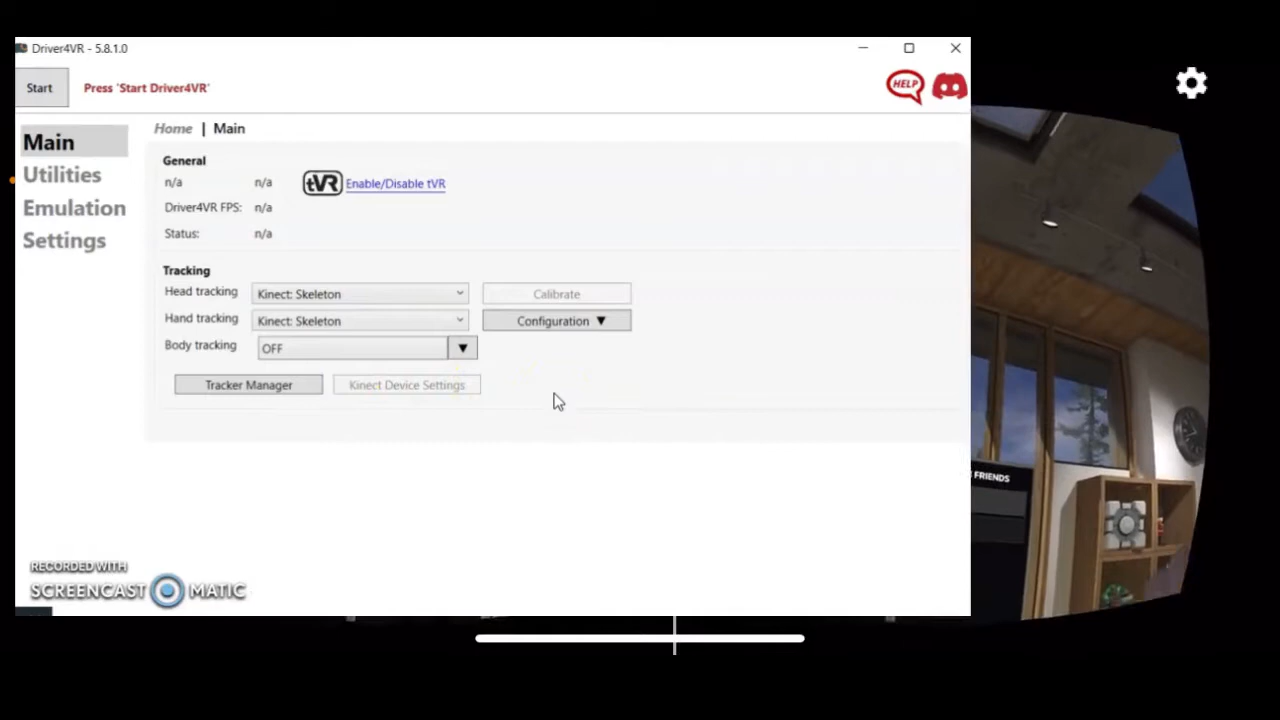 Driver4VR - 5.8.1.0
Start
Press 'Start Driver4VR'
HELP
Main
Utilities
Emulation
Settings
Home | Main
General
n/a n/a
tVR Enable/Disable tVR
Driver4VR FPS: n/a
Status: n/a
Tracking
Head tracking Kinect: Skeleton Calibrate
Hand tracking Kinect: Skeleton Configuration ▼
Body tracking OFF ▼
Tracker Manager Kinect Device Settings
FRIENDS
RECORDED WITH
SCREENCAST MATIC